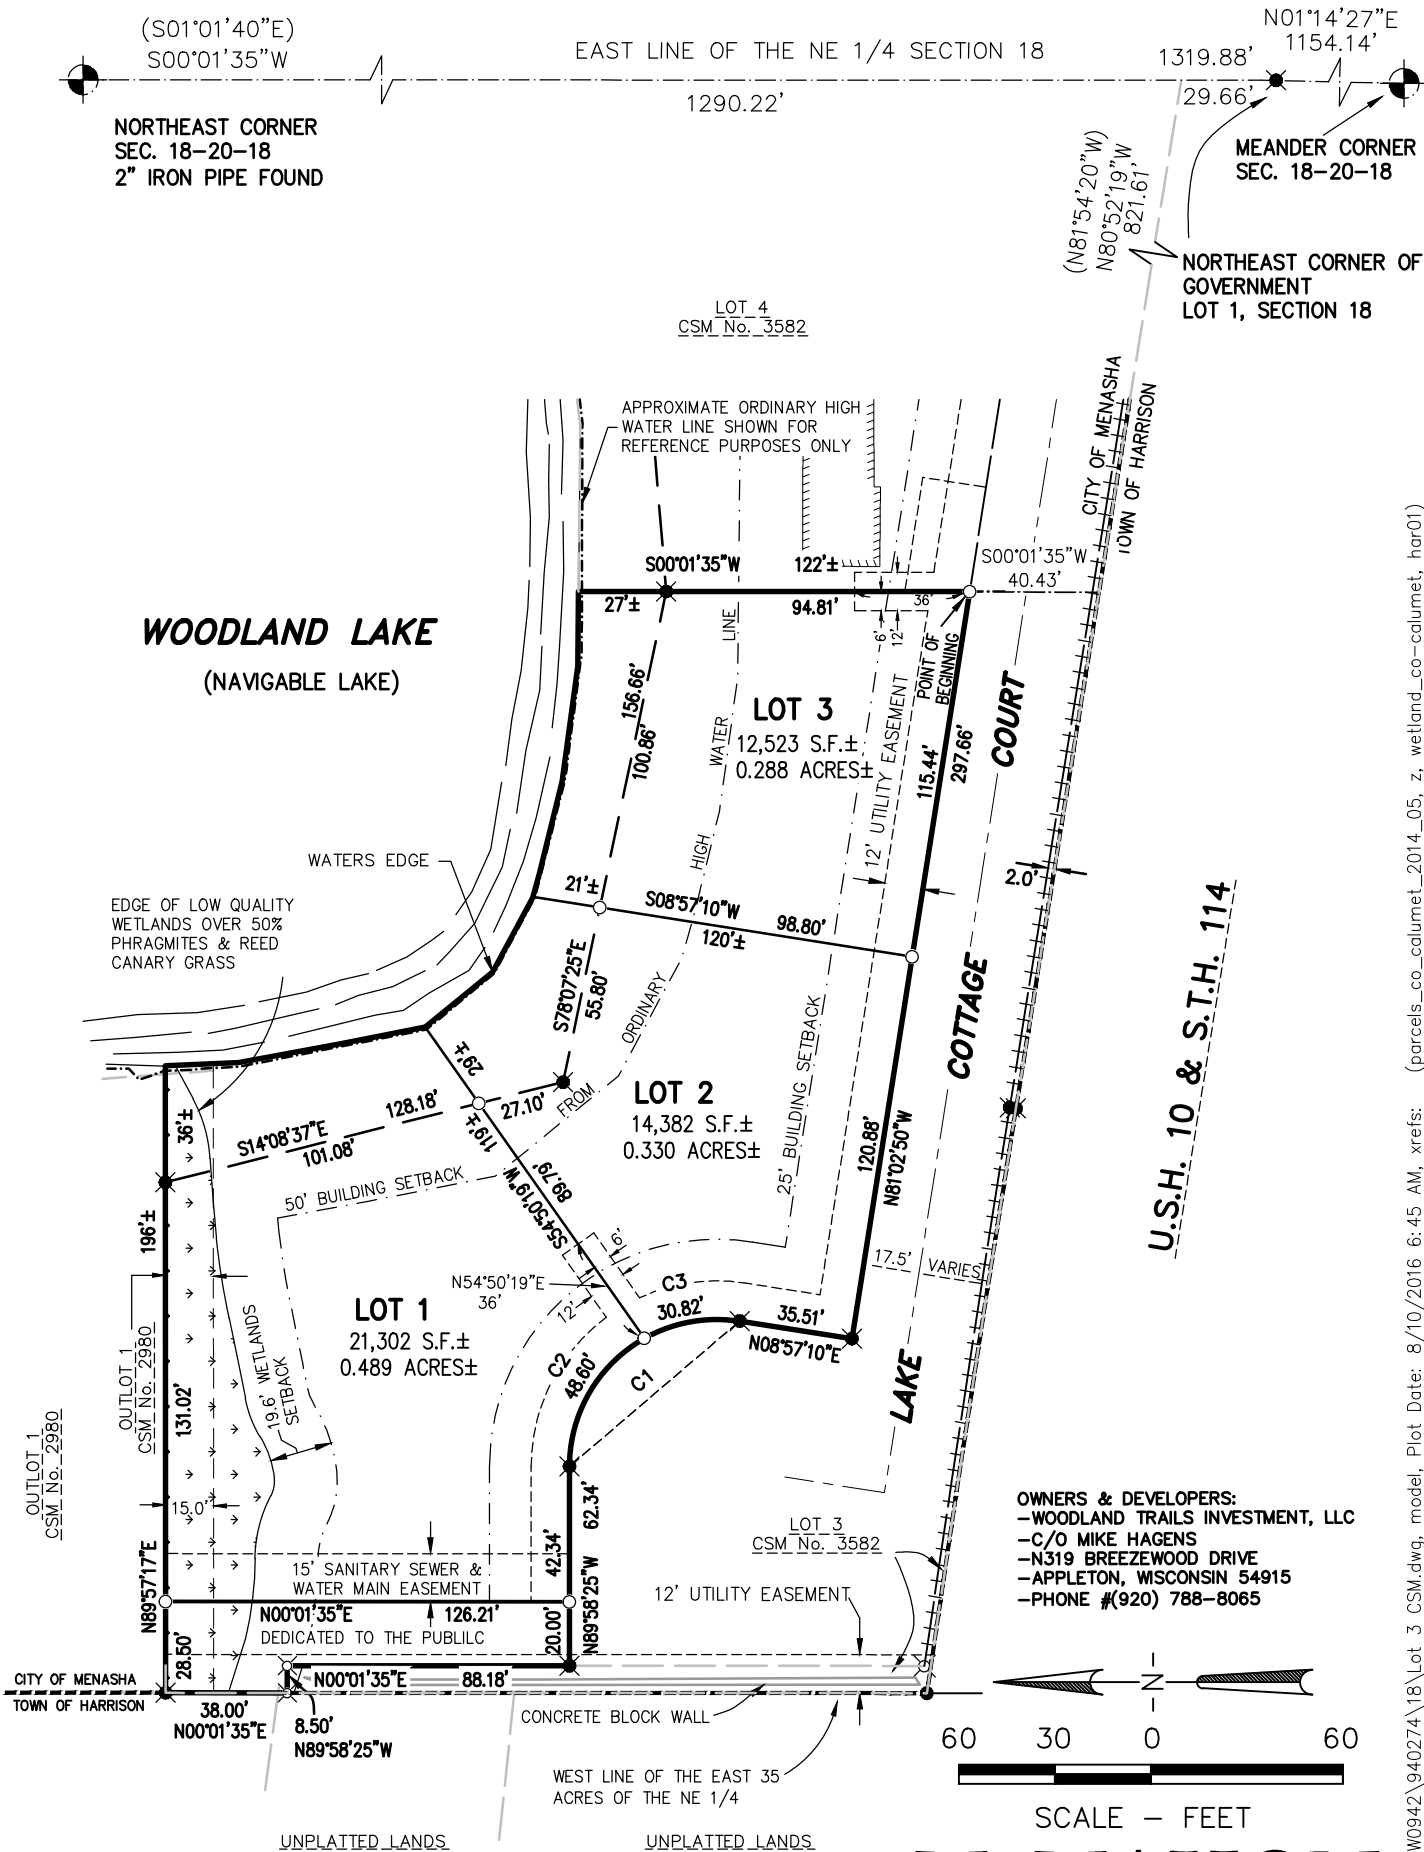 (S01°01'40"E)
S00°01'35"W
EAST LINE OF THE NE 1/4 SECTION 18
1290.22'
1319.88'
29.66'
N01°14'27"E
1154.14'
NORTHEAST CORNER
SEC. 18-20-18
2" IRON PIPE FOUND
MEANDER CORNER
SEC. 18-20-18
(N81°54'20"W)
N80°52'19"W
821.61'
NORTHEAST CORNER OF
GOVERNMENT
LOT 1, SECTION 18
LOT 4
CSM No. 3582
CITY OF MENASHA
TOWN OF HARRISON
APPROXIMATE ORDINARY HIGH
WATER LINE SHOWN FOR
REFERENCE PURPOSES ONLY
S00°01'35"W
122'±
S00°01'35"W
40.43'
27'±
94.81'
36'
6'
12'
POINT OF
BEGINNING
WOODLAND LAKE
(NAVIGABLE LAKE)
156.66'
100.86'
LOT 3
12,523 S.F.±
0.288 ACRES±
LINE
WATER
HIGH
ORDINARY
FROM
12' UTILITY EASEMENT
115.44'
297.66'
COURT
COTTAGE
LAKE
2.0'
U.S.H. 10 & S.T.H. 114
WATERS EDGE
EDGE OF LOW QUALITY
WETLANDS OVER 50%
PHRAGMITES & REED
CANARY GRASS
21'±
S08°57'10"W
98.80'
120'±
S78°07'25"E
55.80'
25' BUILDING SETBACK
LOT 2
14,382 S.F.±
0.330 ACRES±
29'±
119'±
128.18'
27.10'
S14°08'37"E
101.08'
36'±
196'±
50' BUILDING SETBACK
89.79'
S54°50'19"W
120.88'
N81°02'50"W
17.5'
VARIES
6'
N54°50'19"E
36'
12'
C3
30.82'
35.51'
N08°57'10"E
LOT 1
21,302 S.F.±
0.489 ACRES±
C2
48.60'
C1
OUTLOT 1
CSM No. 2980
OUTLOT 1
CSM No. 2980
131.02'
19.6' WETLANDS
SETBACK
15.0'
N89°57'17"E
62.34'
42.34'
N89°58'25"W
15' SANITARY SEWER &
WATER MAIN EASEMENT
N00°01'35"E
126.21'
DEDICATED TO THE PUBLILC
20.00'
28.50'
N00°01'35"E
88.18'
LOT 3
CSM No. 3582
12' UTILITY EASEMENT
OWNERS & DEVELOPERS:
-WOODLAND TRAILS INVESTMENT, LLC
-C/O MIKE HAGENS
-N319 BREEZEWOOD DRIVE
-APPLETON, WISCONSIN 54915
-PHONE #(920) 788-8065
CITY OF MENASHA
TOWN OF HARRISON
38.00'
N00°01'35"E
8.50'
N89°58'25"W
CONCRETE BLOCK WALL
WEST LINE OF THE EAST 35
ACRES OF THE NE 1/4
UNPLATTED LANDS
UNPLATTED LANDS
N
60 30 0 60
SCALE - FEET
W0942\940274\18\Lot 3 CSM.dwg, model, Plot Date: 8/10/2016 6:45 AM, xrefs: (parcels_co_calumet_2014_05, z, wetland_co-calumet, har01)